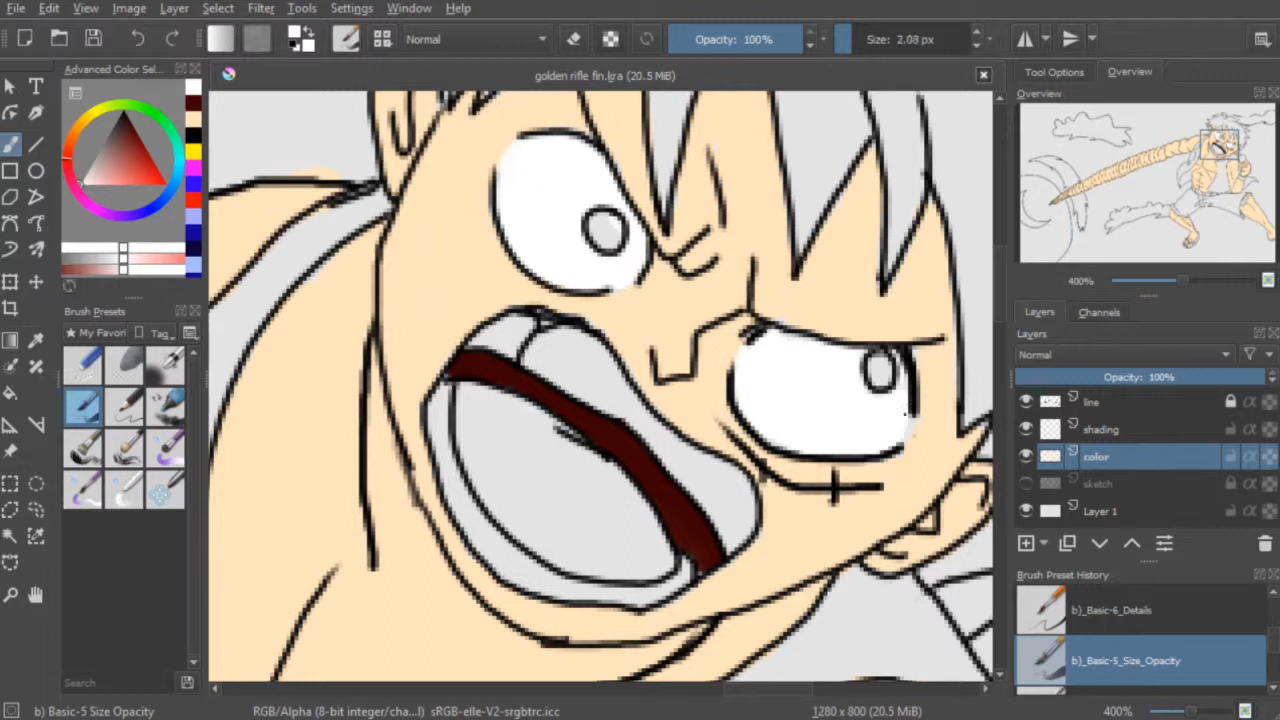 File Edit View Image Layer Select Filter Tools Settings Window Help
Normal
Opacity: 100%
Size: 2.08 px
Advanced Color Sel...
golden rifle fin.kra (20.5 MiB)
Tool Options
Overview
Overview
400%
Brush Presets
My Favori
Tag
Layers
Channels
Layers
Normal
Opacity: 100%
line
shading
color
sketch
Layer 1
Brush Preset History
b)_Basic-6_Details
b)_Basic-5_Size_Opacity
Search
b) Basic-5 Size Opacity
RGB/Alpha (8-bit integer/cha...l) sRGB-elle-V2-srgbtrc.icc
1280 x 800 (20.5 MiB)
400%